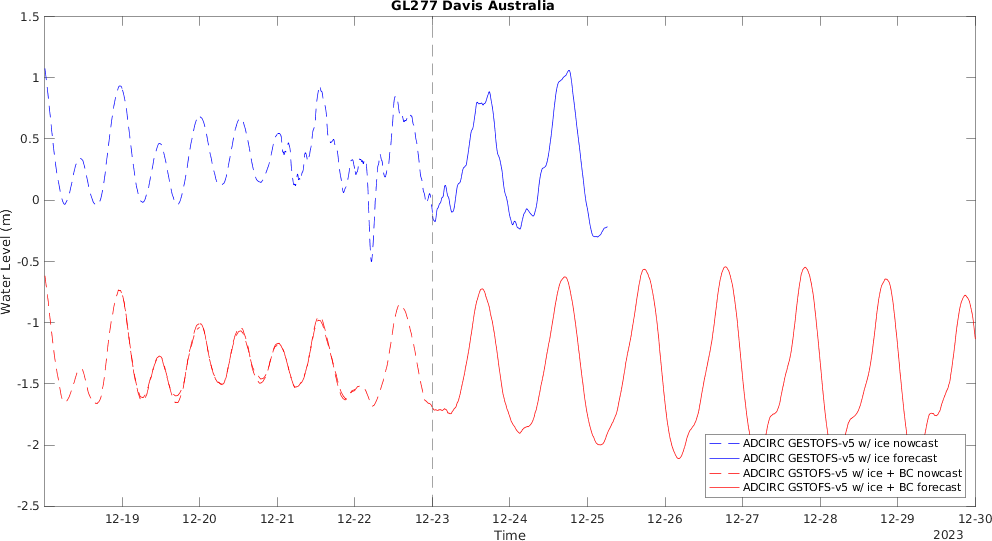 GL277 Davis Australia
1.5
1
0.5
0
-0.5
-1
-1.5
-2
-2.5
Water Level (m)
ADCIRC GESTOFS-v5 w/ ice nowcast
ADCIRC GESTOFS-v5 w/ ice forecast
ADCIRC GSTOFS-v5 w/ ice + BC nowcast
ADCIRC GSTOFS-v5 w/ ice + BC forecast
12-19 12-20 12-21 12-22 12-23 12-24 12-25 12-26 12-27 12-28 12-29 12-30
Time
2023